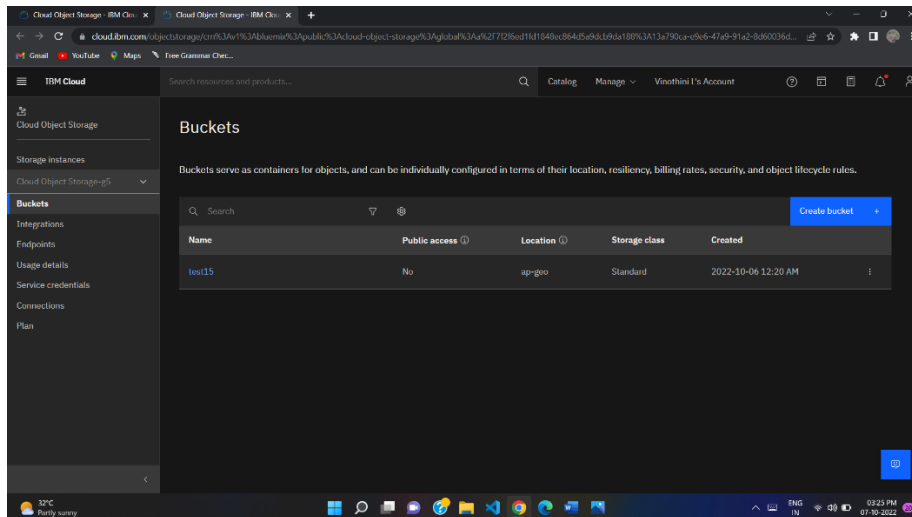 Cloud Object Storage - IBM Clou
Cloud Object Storage - IBM Clou
Gmail YouTube Maps Free Grammar Chec...
IBM Cloud
Search resources and products...
Catalog Manage Vinothini L's Account
Cloud Object Storage
Storage instances
Cloud Object Storage-g5
Buckets
Integrations
Endpoints
Usage details
Service credentials
Connections
Plan
Buckets
Buckets serve as containers for objects, and can be individually configured in terms of their location, resiliency, billing rates, security, and object lifecycle rules.
Search
Create bucket +
Name Public access Location Storage class Created
test15 No ap-geo Standard 2022-10-06 12:20 AM
32°C
Partly sunny
ENG
IN
03:25 PM
07-10-2022